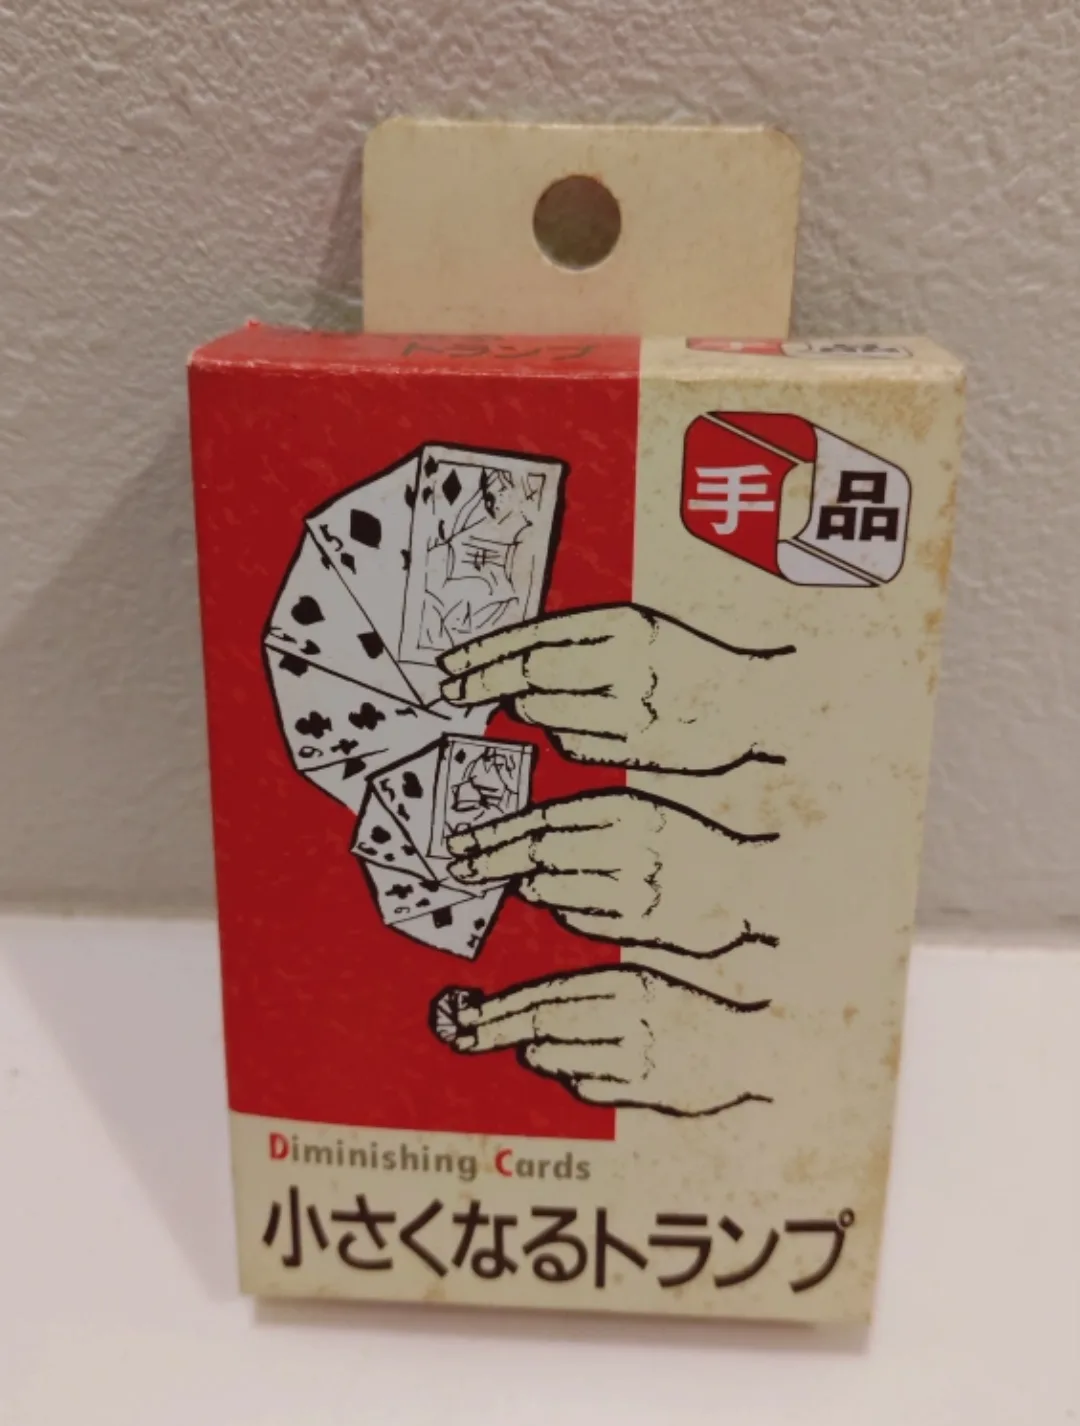 トランプ
手品
Diminishing Cards
小さくなるトランプ